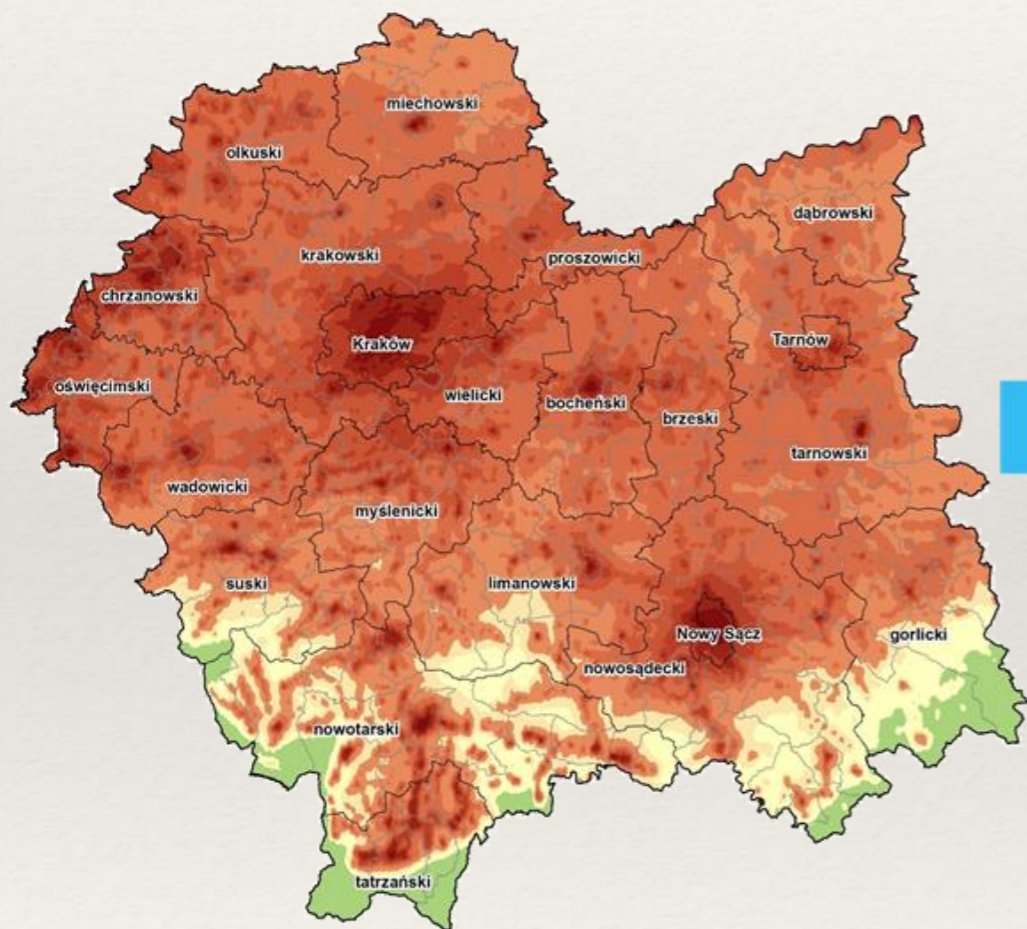 miechowski
olkuski
dąbrowski
krakowski
proszowicki
chrzanowski
Kraków
Tarnów
oświęcimski
wielicki
bocheński
brzeski
tarnowski
wadowicki
myślenicki
suski
limanowski
Nowy Sącz
gorlicki
nowosądecki
nowotarski
tatrzański